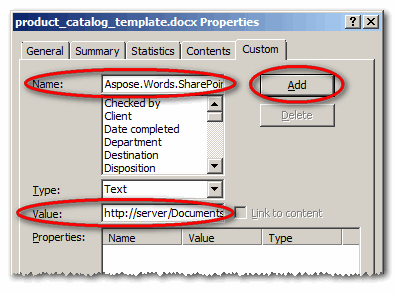 product_catalog_template.docx Properties
General Summary Statistics Contents Custom
Name: Aspose.Words.SharePoin
Add
Checked by
Client
Date completed
Department
Destination
Disposition
Delete
Type: Text
Value: http://server/Documents
Link to content
Properties: Name Value Type